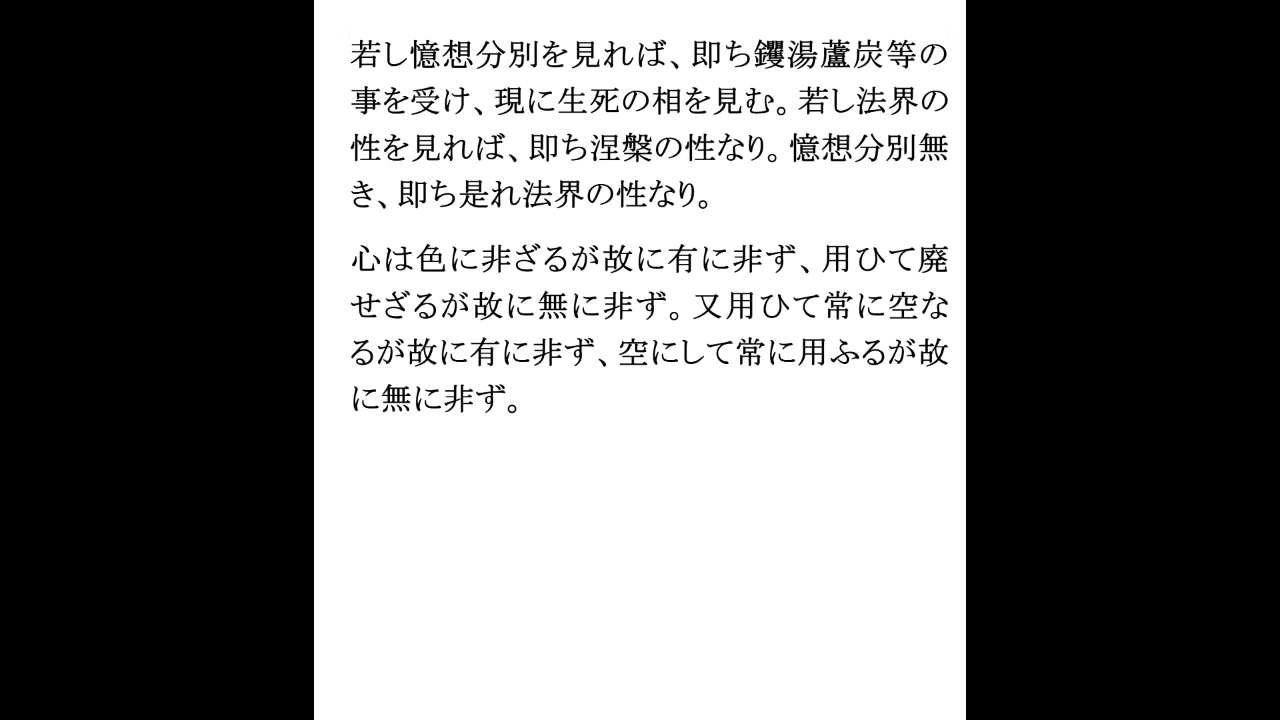 若し憶想分別を見れば、即ち鑊湯蘆炭等の
事を受け、現に生死の相を見む。若し法界の
性を見れば、即ち涅槃の性なり。憶想分別無
き、即ち是れ法界の性なり。
心は色に非ざるが故に有に非ず、用ひて廃
せざるが故に無に非ず。又用ひて常に空な
るが故に有に非ず、空にして常に用ふるが故
に無に非ず。